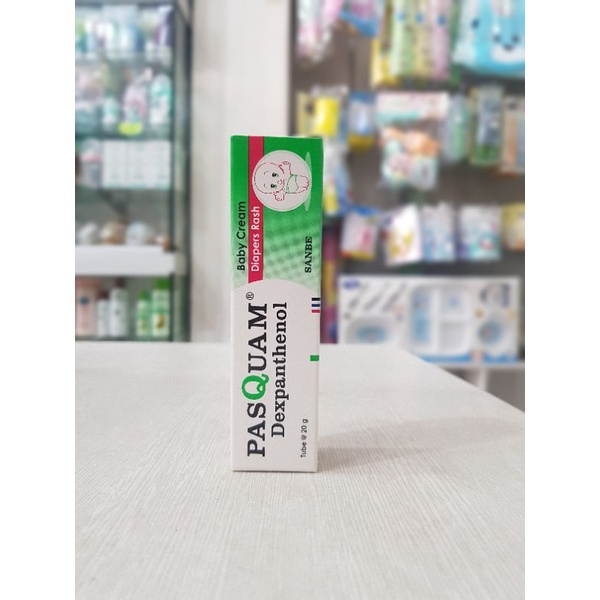 PASQUAM®
Dexpanthenol
Tube @ 20 g
Baby Cream
Diapers Rash
SANBE